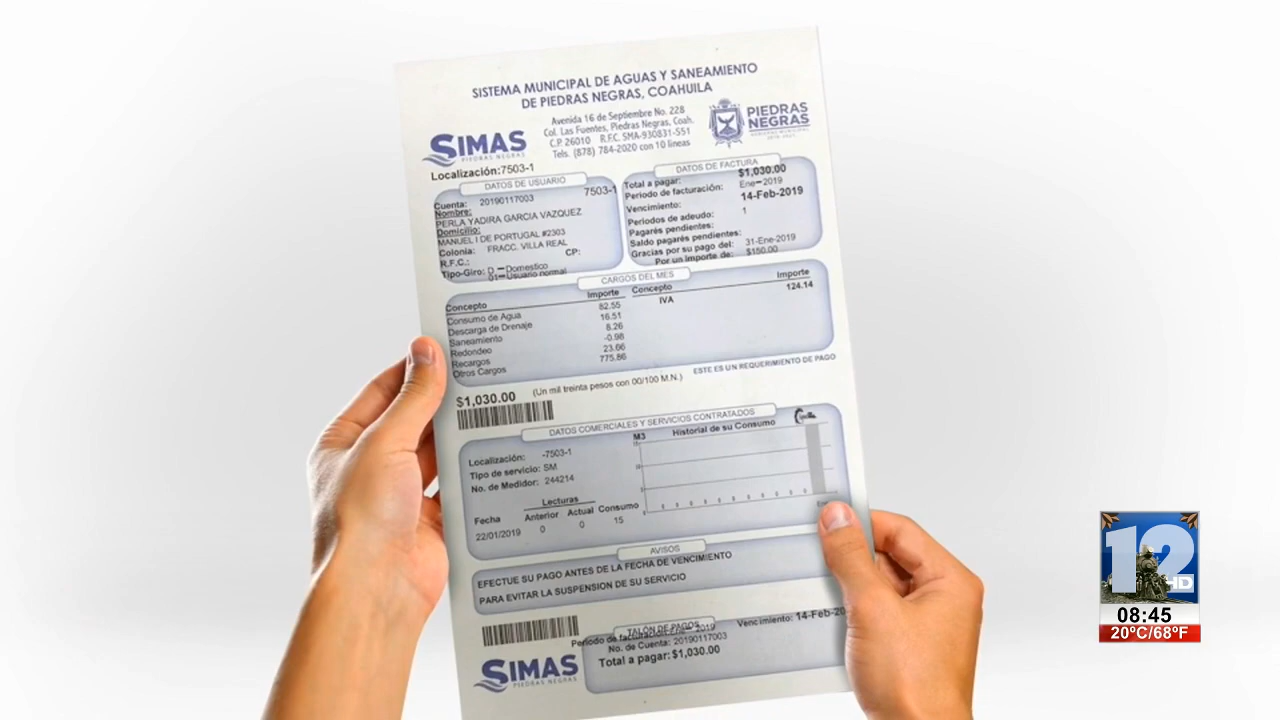 SISTEMA MUNICIPAL DE AGUAS Y SANEAMIENTO
DE PIEDRAS NEGRAS, COAHUILA
Avenida 16 de Septiembre No. 228
Col. Las Fuentes, Piedras Negras, Coah.
C.P. 26010 R.F.C. SMA-930831-551
Tels. (878) 784-2020 con 10 lineas
SIMAS
PIEDRAS NEGRAS
PIEDRAS
NEGRAS
Localización:7503-1
DATOS DE USUARIO
7503-1
Cuenta: 20190117003
Nombre:
PERLA YADIRA GARCIA VAZQUEZ
Domicilio:
MANUEL I DE PORTUGAL #2303
Colonia: FRACC. VILLA REAL
R.F.C.: CP:
Tipo-Giro: D Domestico
01 Usuario normal
DATOS DE FACTURA
Total a pagar: $1,030.00
Periodo de facturación: Ene-2019
Vencimiento: 14-Feb-2019
Periodos de adeudo: 1
Pagarés pendientes:
Saldo pagarés pendientes:
Gracias por su pago del: 31-Ene-2019
Por un importe de: $150.00
CARGOS DEL MES
Concepto Importe Concepto Importe
Consumo de Agua 82.55 IVA 124.14
Descarga de Drenaje 16.51
Saneamiento 8.26
Redondeo -0.98
Recargos 23.66
Otros Cargos 775.86
ESTE ES UN REQUERIMIENTO DE PAGO
$1,030.00 (Un mil treinta pesos con 00/100 M.N.)
DATOS COMERCIALES Y SERVICIOS CONTRATADOS
Localización: -7503-1
Tipo de servicio: SM
No. de Medidor: 244214
M3 Historial de su Consumo
Lecturas
Fecha Anterior Actual Consumo
22/01/2019 0 0 15
AVISOS
EFECTUE SU PAGO ANTES DE LA FECHA DE VENCIMIENTO
PARA EVITAR LA SUSPENSION DE SU SERVICIO
TALÓN DE PAGOS
Periodo de facturación: Ene-2019 Vencimiento: 14-Feb-20
No. de Cuenta: 20190117003
Total a pagar: $1,030.00
SIMAS
PIEDRAS NEGRAS
12
HD
08:45
20°C/68°F